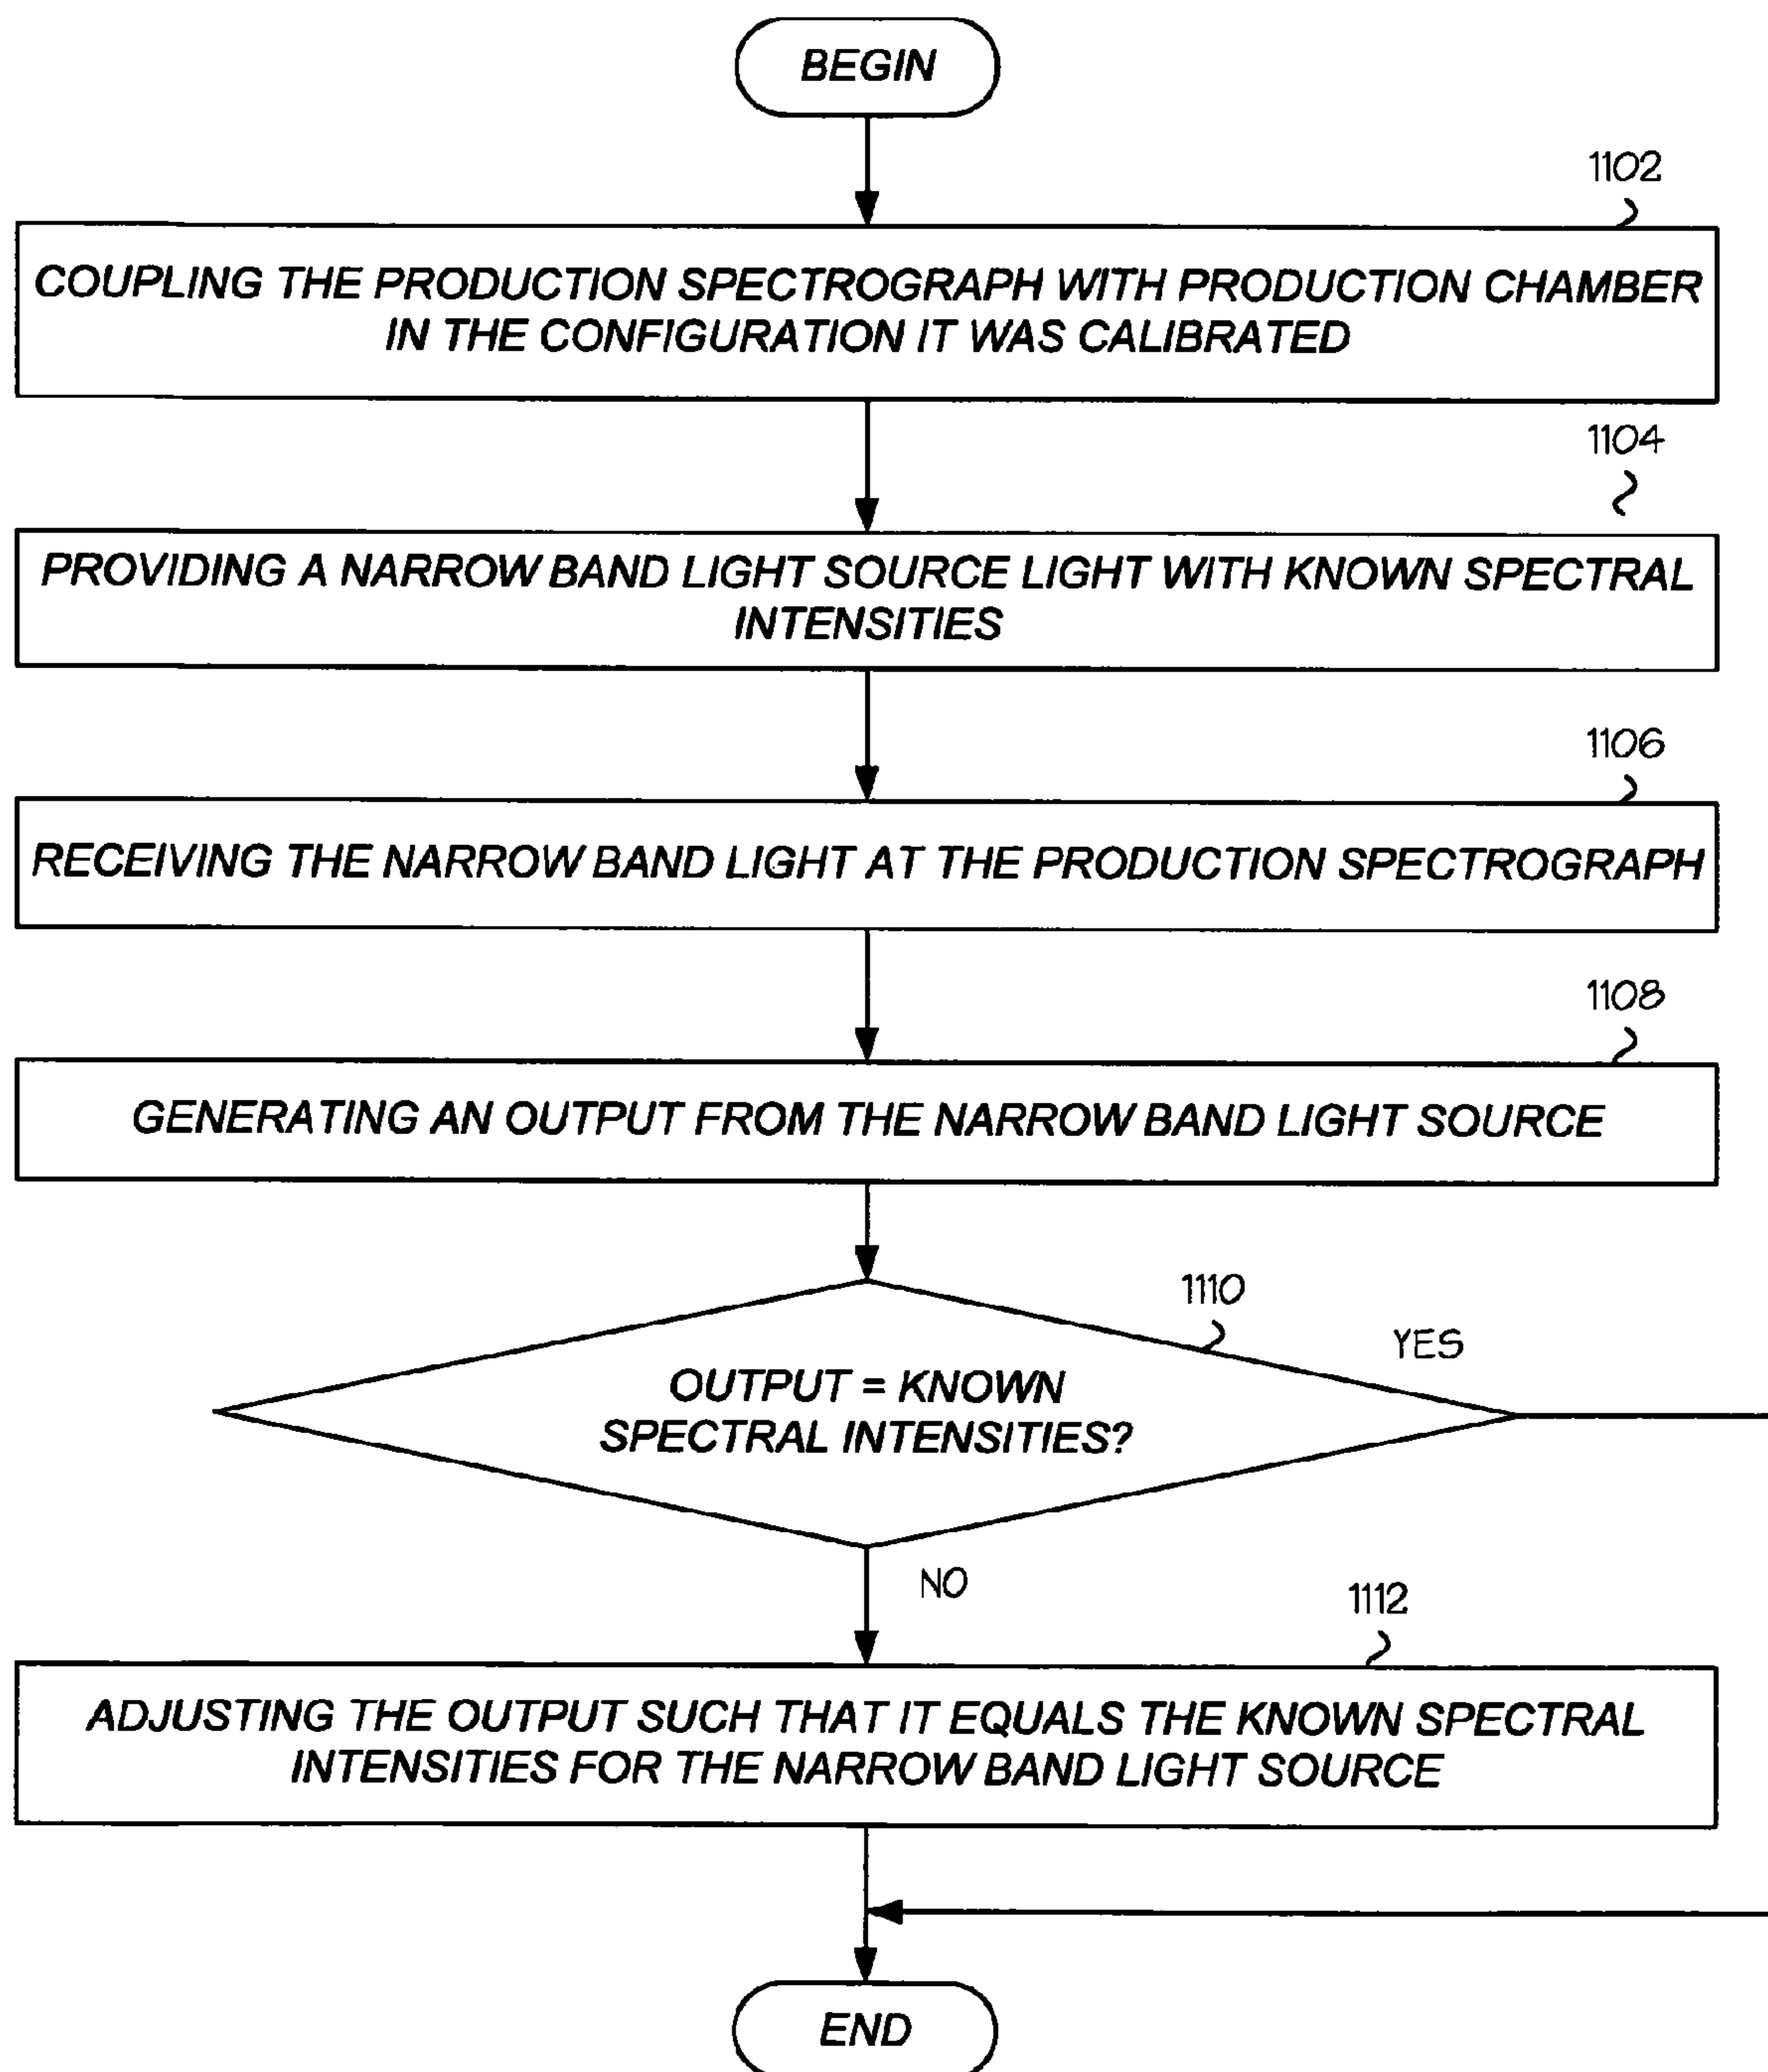 BEGIN
1102
COUPLING THE PRODUCTION SPECTROGRAPH WITH PRODUCTION CHAMBER
IN THE CONFIGURATION IT WAS CALIBRATED
1104
PROVIDING A NARROW BAND LIGHT SOURCE LIGHT WITH KNOWN SPECTRAL
INTENSITIES
1106
RECEIVING THE NARROW BAND LIGHT AT THE PRODUCTION SPECTROGRAPH
1108
GENERATING AN OUTPUT FROM THE NARROW BAND LIGHT SOURCE
1110
YES
OUTPUT = KNOWN
SPECTRAL INTENSITIES?
NO
1112
ADJUSTING THE OUTPUT SUCH THAT IT EQUALS THE KNOWN SPECTRAL
INTENSITIES FOR THE NARROW BAND LIGHT SOURCE
END